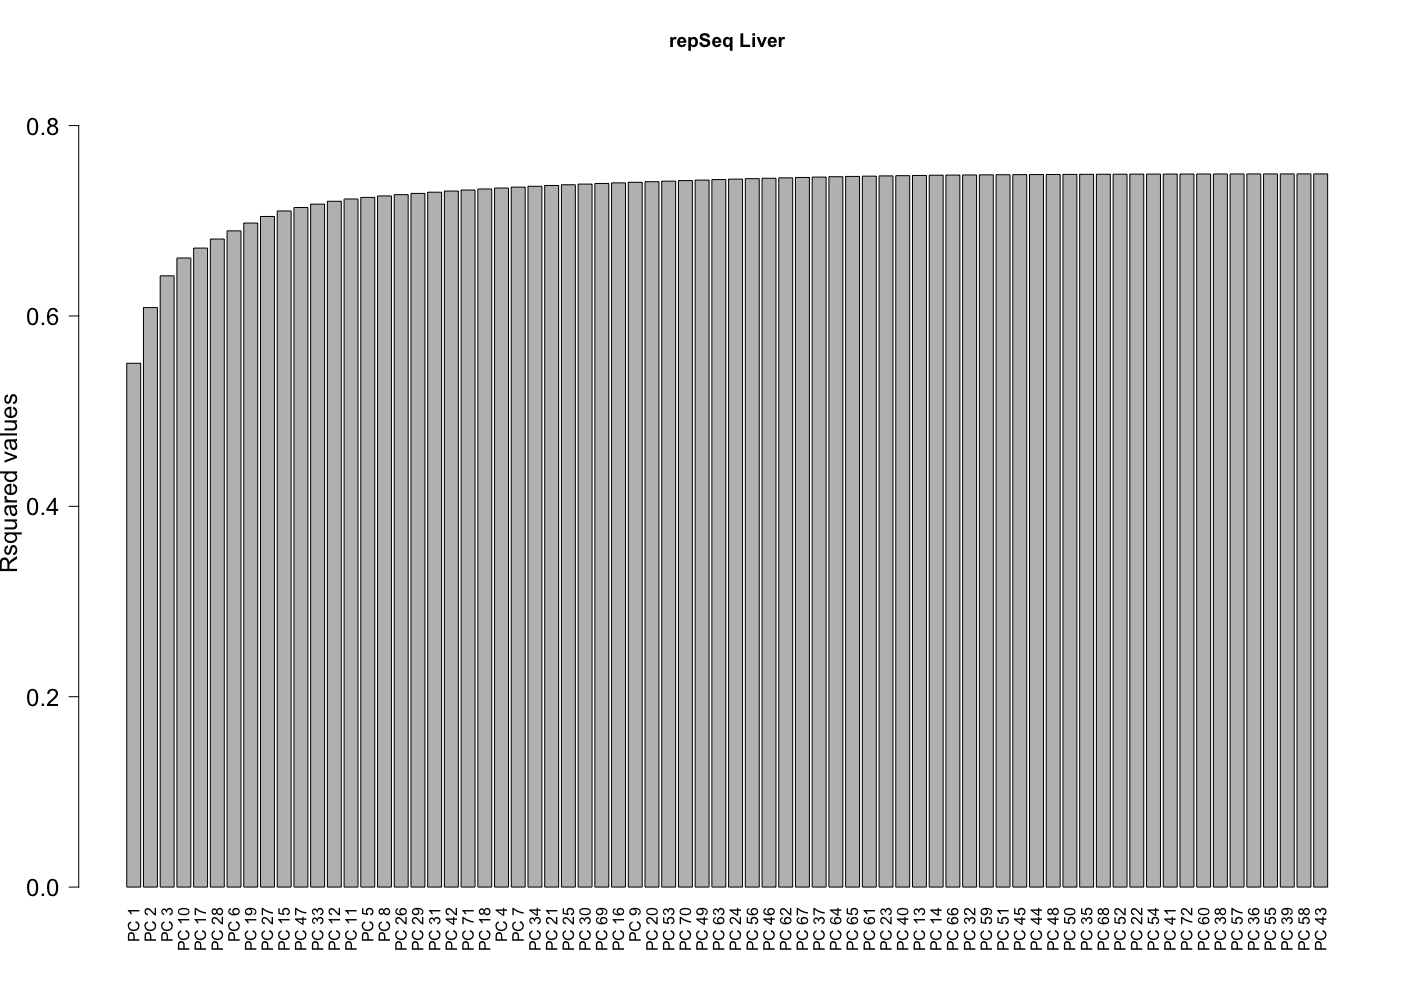 repSeq Liver
0.8
0.6
0.4
0.2
0.0
Rsquared values
PC 1
PC 2
PC 3
PC 10
PC 17
PC 28
PC 6
PC 19
PC 27
PC 15
PC 47
PC 33
PC 12
PC 11
PC 5
PC 8
PC 26
PC 29
PC 31
PC 42
PC 71
PC 18
PC 4
PC 7
PC 34
PC 21
PC 25
PC 30
PC 69
PC 16
PC 9
PC 20
PC 53
PC 70
PC 49
PC 63
PC 24
PC 56
PC 46
PC 62
PC 67
PC 37
PC 64
PC 65
PC 61
PC 23
PC 40
PC 13
PC 14
PC 66
PC 32
PC 59
PC 51
PC 45
PC 44
PC 48
PC 50
PC 35
PC 68
PC 52
PC 22
PC 54
PC 41
PC 72
PC 60
PC 38
PC 57
PC 36
PC 55
PC 39
PC 58
PC 43